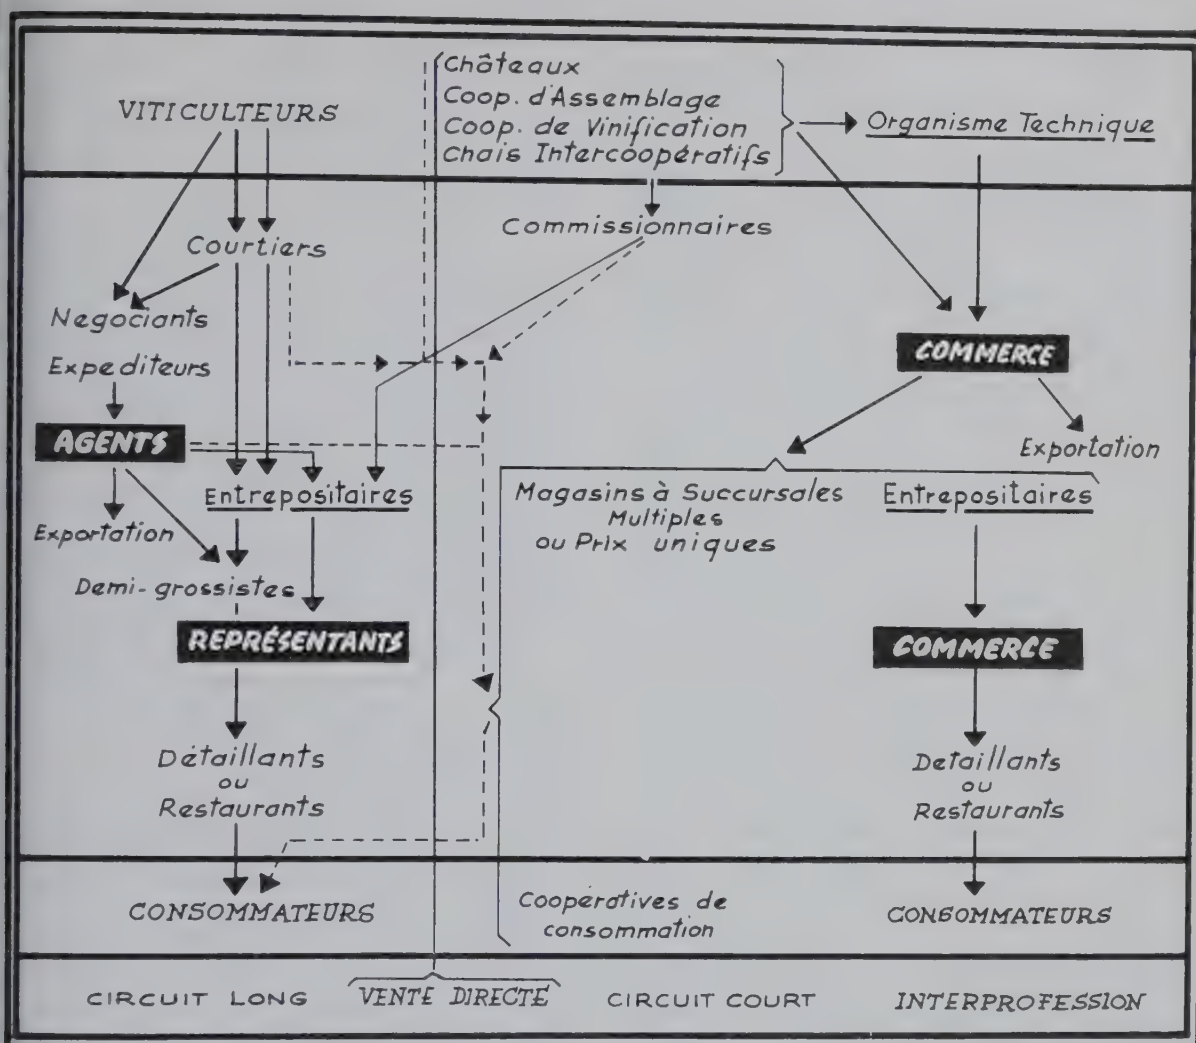 VITICULTEURS
Châteaux
Coop. d'Assemblage
Coop. de Vinification
Chais Intercoopératifs
Organisme Technique
Courtiers
Commissionnaires
Négociants
Expediteurs
COMMERCE
AGENTS
Exportation
Entrepositaires
Magasins à Succursales
Multiples
ou Prix uniques
Entrepositaires
Exportation
Demi-grossistes
REPRÉSENTANTS
COMMERCE
Détaillants
ou
Restaurants
Detaillants
ou
Restaurants
CONSOMMATEURS
Coopératives de
consommation
CONSOMMATEURS
CIRCUIT LONG
VENTE DIRECTE
CIRCUIT COURT
INTERPROFESSION